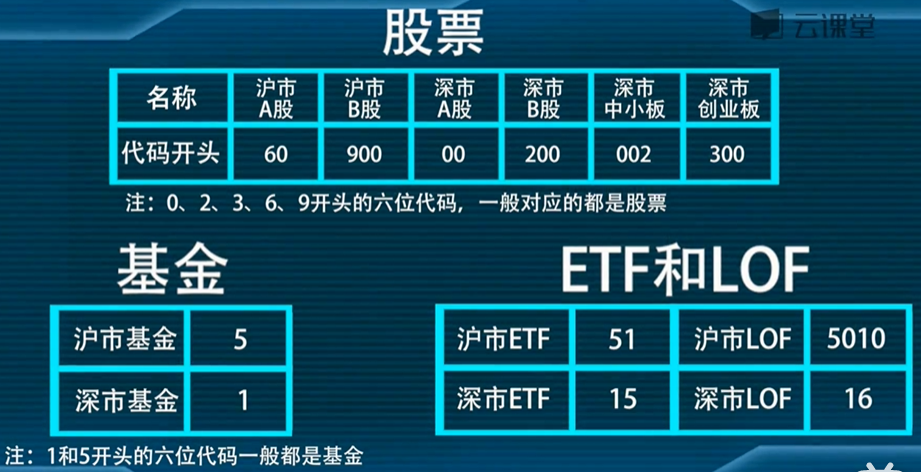 云课堂
股票
名称 沪市A股 沪市B股 深市A股 深市B股 深市中小板 深市创业板
代码开头 60 900 00 200 002 300
注：0、2、3、6、9开头的六位代码，一般对应的都是股票
基金
沪市基金 5
深市基金 1
注：1和5开头的六位代码一般都是基金
ETF和LOF
沪市ETF 51 沪市LOF 5010
深市ETF 15 深市LOF 16